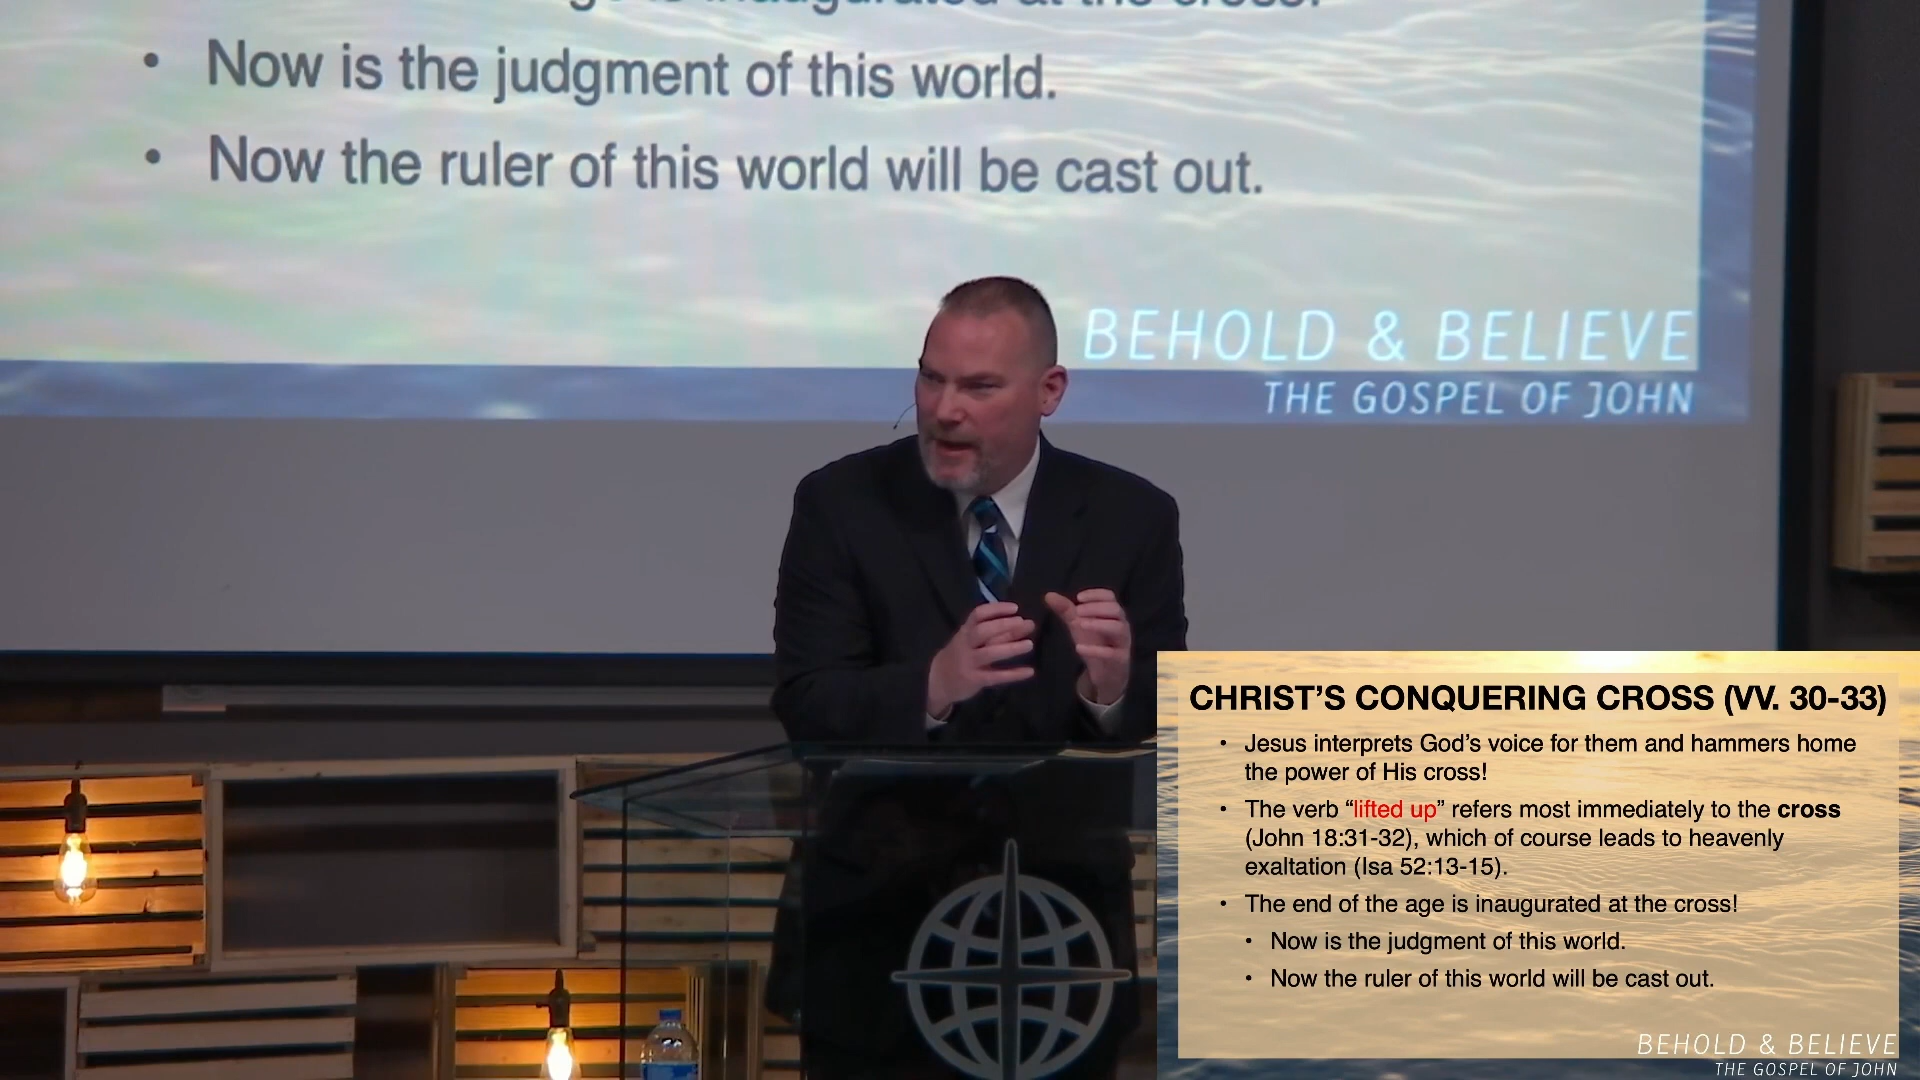 is inaugurated at the cross!
• Now is the judgment of this world.
• Now the ruler of this world will be cast out.
BEHOLD & BELIEVE
THE GOSPEL OF JOHN
CHRIST’S CONQUERING CROSS (VV. 30-33)
• Jesus interprets God’s voice for them and hammers home
the power of His cross!
• The verb “lifted up” refers most immediately to the cross
(John 18:31-32), which of course leads to heavenly
exaltation (Isa 52:13-15).
• The end of the age is inaugurated at the cross!
• Now is the judgment of this world.
• Now the ruler of this world will be cast out.
BEHOLD & BELIEVE
THE GOSPEL OF JOHN